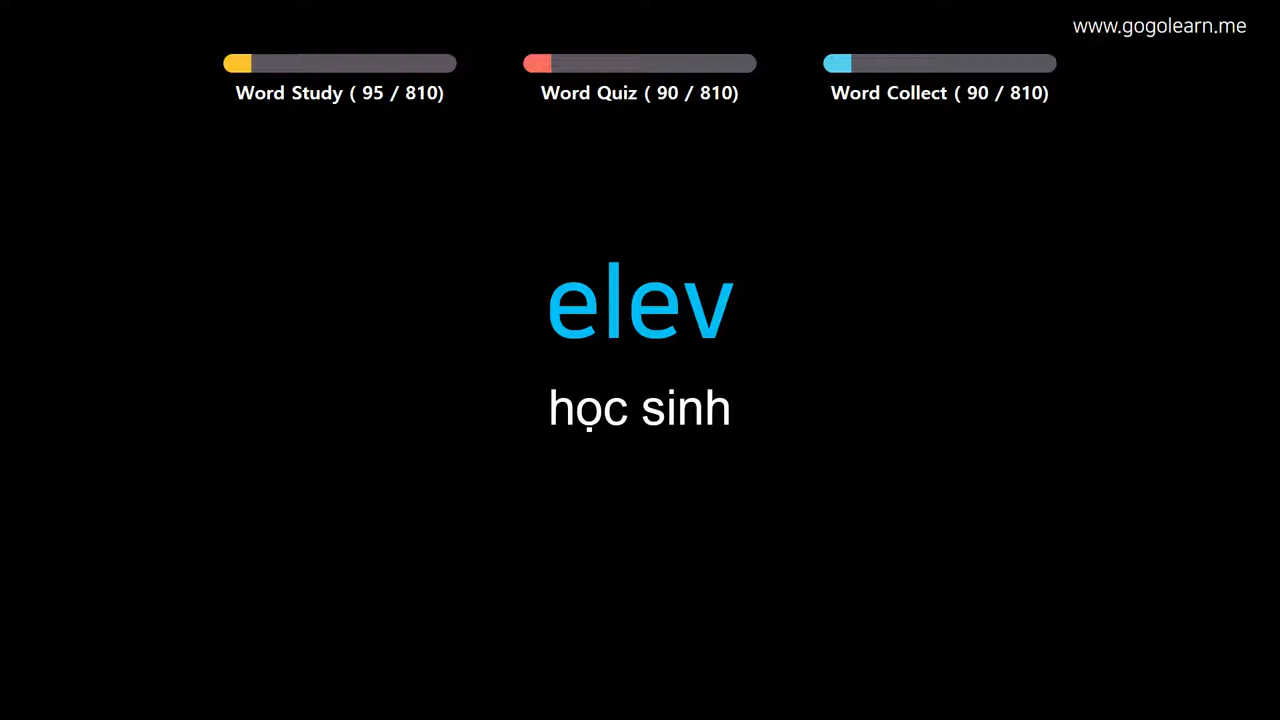 www.gogolearn.me
Word Study ( 95 / 810)
Word Quiz ( 90 / 810)
Word Collect ( 90 / 810)
elev
học sinh